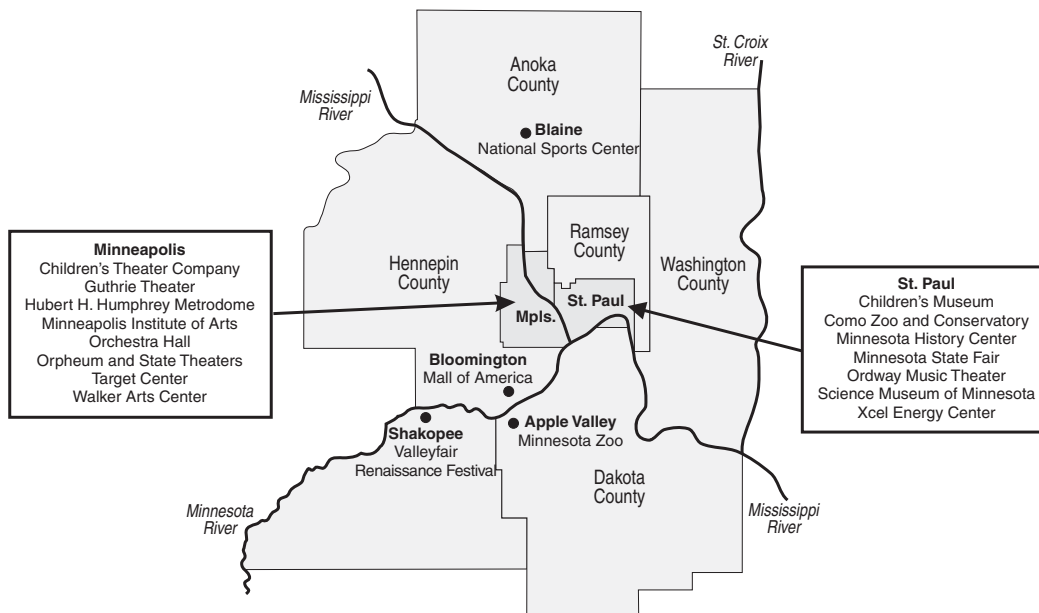 St. Croix
River
Anoka
County
Mississippi
River
Blaine
National Sports Center
Ramsey
County
Hennepin
County
Washington
County
Minneapolis
Children's Theater Company
Guthrie Theater
Hubert H. Humphrey Metrodome
Minneapolis Institute of Arts
Orchestra Hall
Orpheum and State Theaters
Target Center
Walker Arts Center
Mpls.
St. Paul
St. Paul
Children's Museum
Como Zoo and Conservatory
Minnesota History Center
Minnesota State Fair
Ordway Music Theater
Science Museum of Minnesota
Xcel Energy Center
Bloomington
Mall of America
Apple Valley
Minnesota Zoo
Shakopee
Valleyfair
Renaissance Festival
Dakota
County
Minnesota
River
Mississippi
River